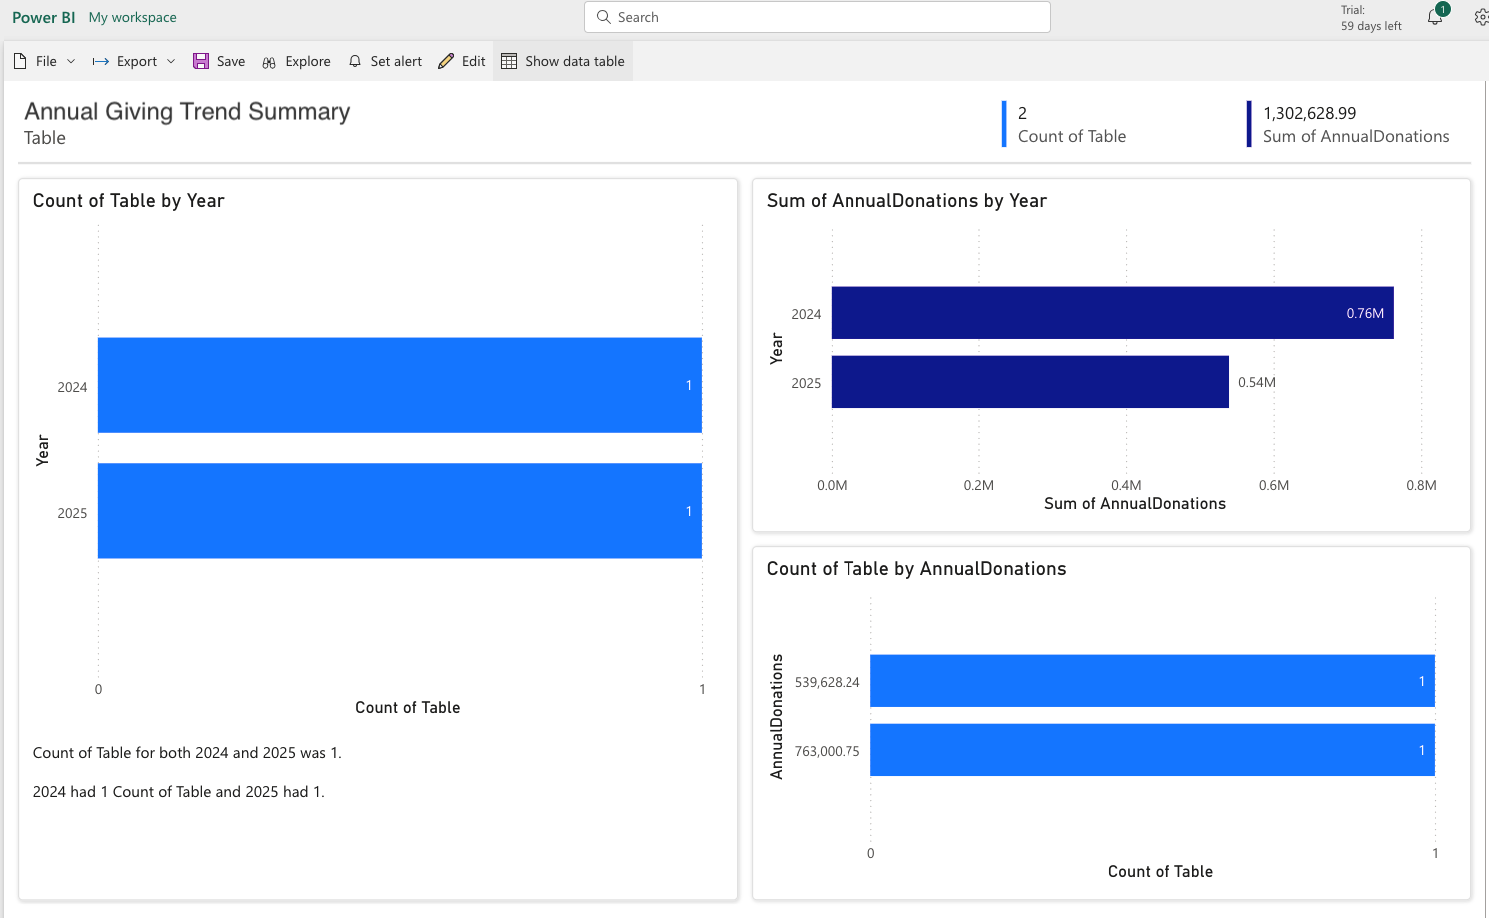 Power BI My workspace
Search
Trial:
59 days left
1
File Export Save Explore Set alert Edit Show data table
Annual Giving Trend Summary
Table
2
Count of Table
1,302,628.99
Sum of AnnualDonations
Count of Table by Year
Year
2024
1
2025
1
0 1
Count of Table
Count of Table for both 2024 and 2025 was 1.
2024 had 1 Count of Table and 2025 had 1.
Sum of AnnualDonations by Year
Year
2024
0.76M
2025
0.54M
0.0M 0.2M 0.4M 0.6M 0.8M
Sum of AnnualDonations
Count of Table by AnnualDonations
AnnualDonations
539,628.24
1
763,000.75
1
0 1
Count of Table